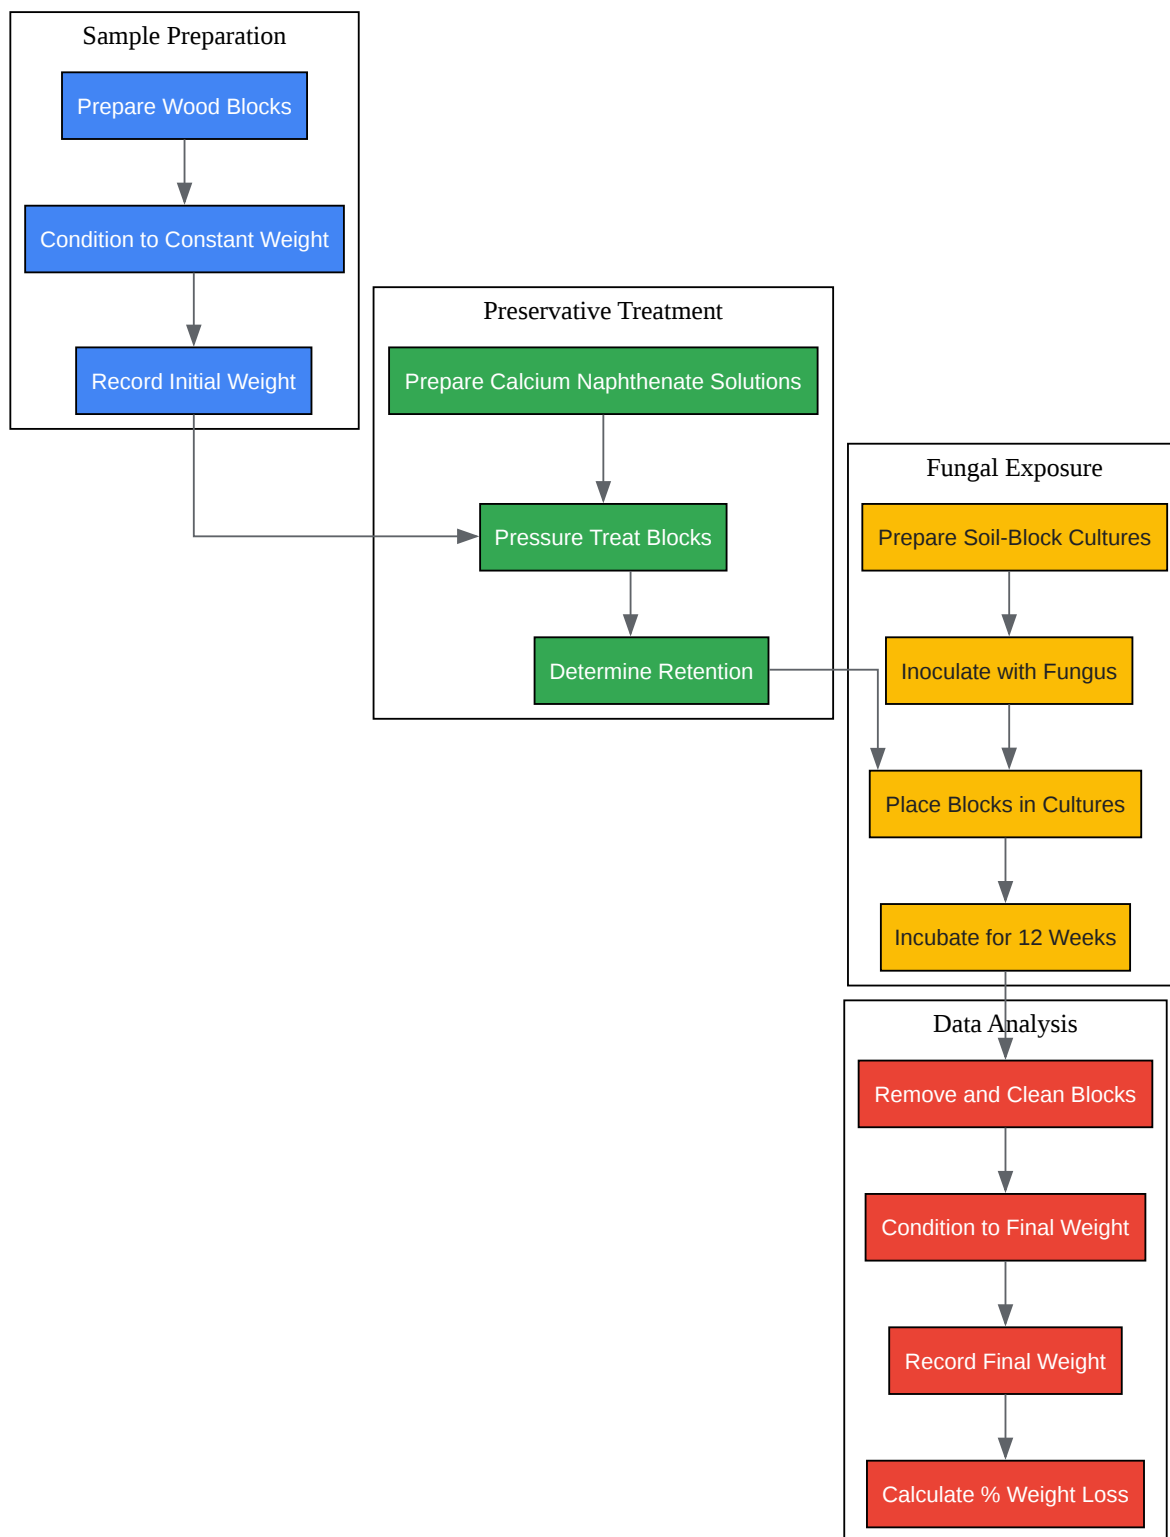 Sample Preparation
Prepare Wood Blocks
Condition to Constant Weight
Record Initial Weight
Preservative Treatment
Prepare Calcium Naphthenate Solutions
Pressure Treat Blocks
Determine Retention
Fungal Exposure
Prepare Soil-Block Cultures
Inoculate with Fungus
Place Blocks in Cultures
Incubate for 12 Weeks
Data Analysis
Remove and Clean Blocks
Condition to Final Weight
Record Final Weight
Calculate % Weight Loss